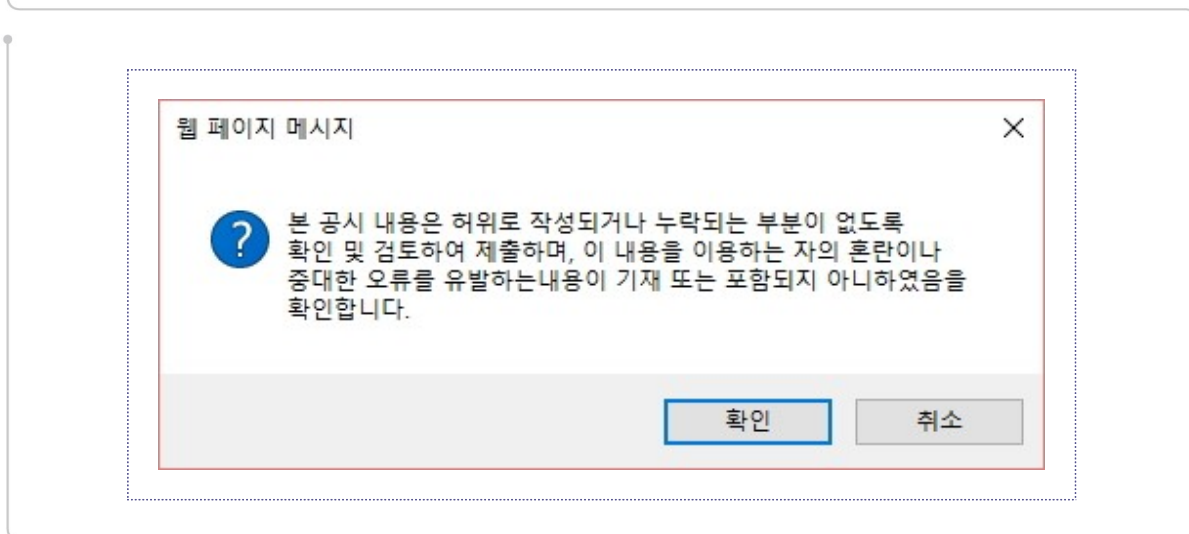 웹 페이지 메시지
본 공시 내용은 허위로 작성되거나 누락되는 부분이 없도록
확인 및 검토하여 제출하며, 이 내용을 이용하는 자의 혼란이나
중대한 오류를 유발하는내용이 기재 또는 포함되지 아니하였음을
확인합니다.
확인
취소